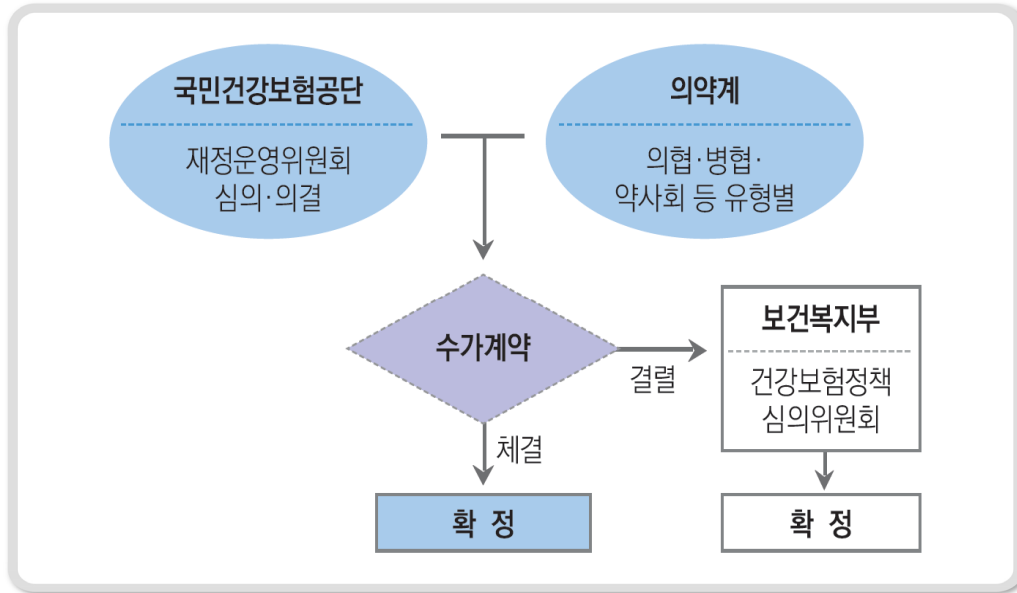 국민건강보험공단
재정운영위원회
심의·의결
의약계
의협·병협·
약사회 등 유형별
수가계약
결렬
보건복지부
건강보험정책
심의위원회
체결
확 정
확 정